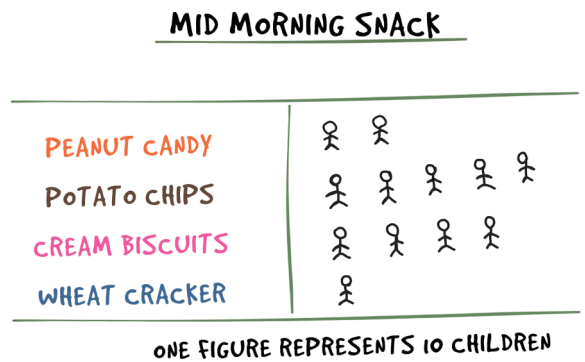 MID MORNING SNACK
PEANUT CANDY
POTATO CHIPS
CREAM BISCUITS
WHEAT CRACKER
ONE FIGURE REPRESENTS 10 CHILDREN